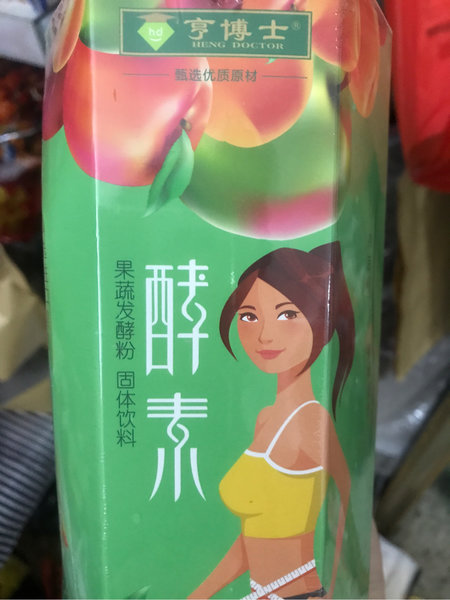 hd
亨博士®
HENG DOCTOR
甄选优质原材
酵素
果蔬发酵粉 固体饮料